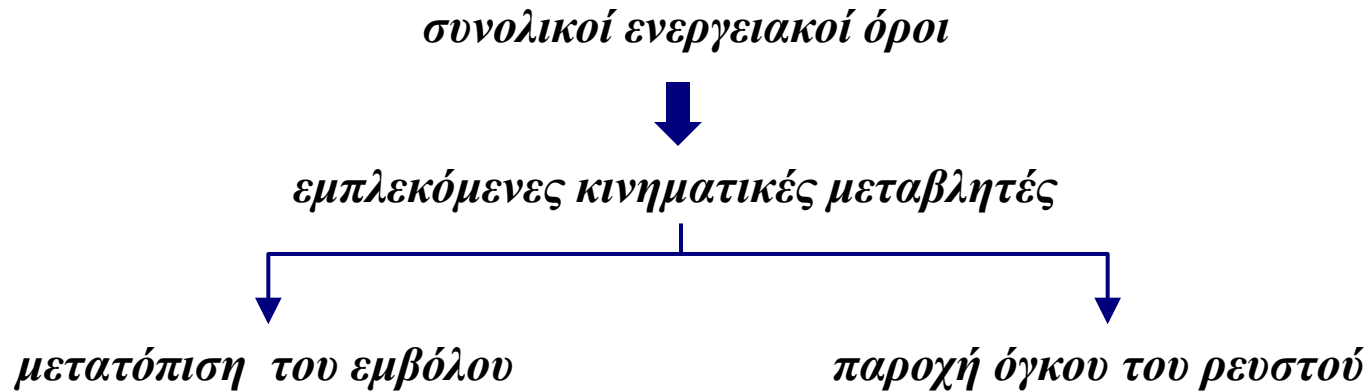 συνολικοί ενεργειακοί όροι
εμπλεκόμενες κινηματικές μεταβλητές
μετατόπιση του εμβόλου
παροχή όγκου του ρευστού